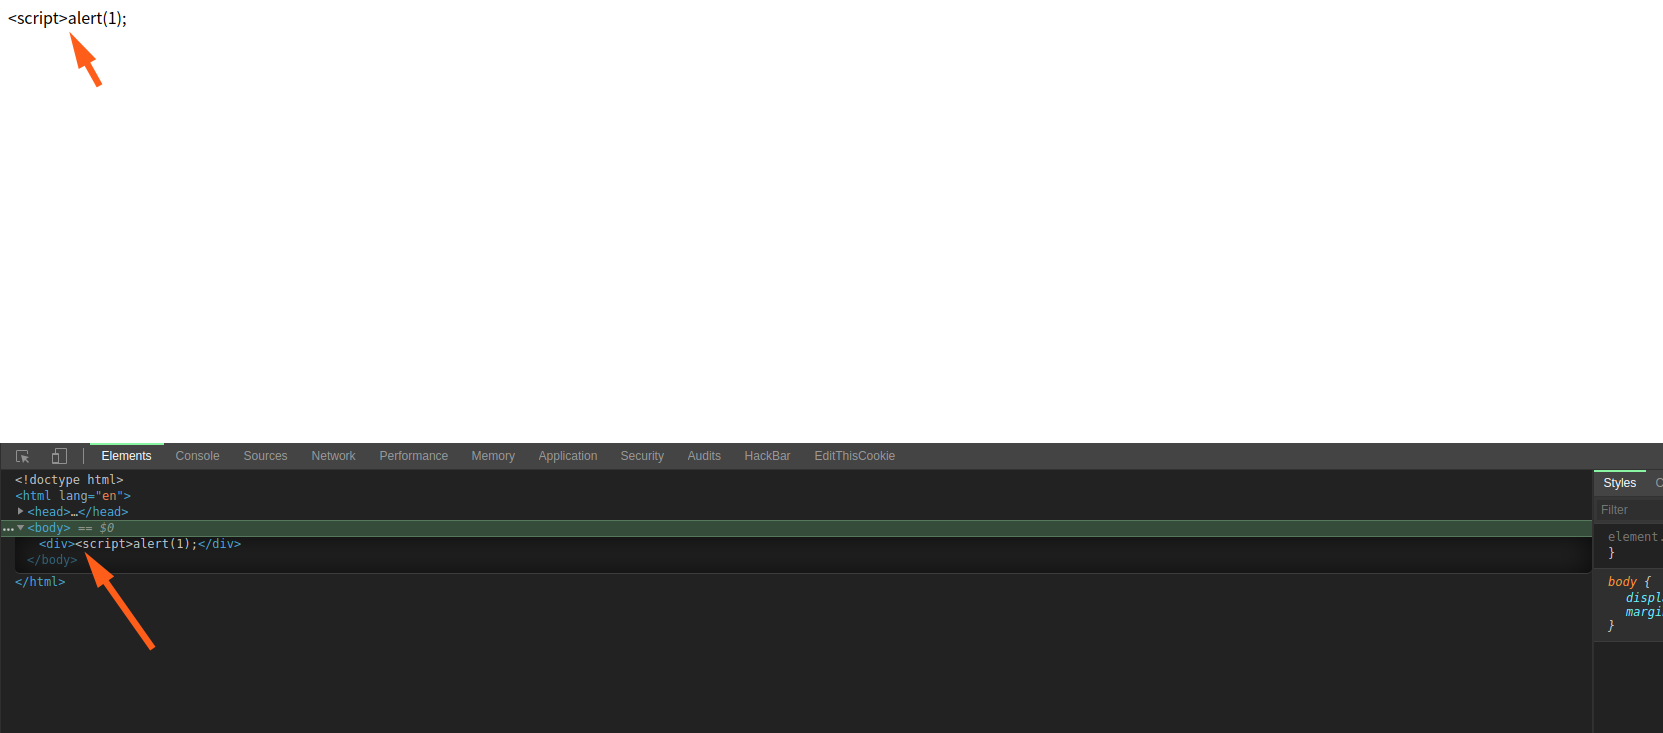 <script>alert(1);
Elements Console Sources Network Performance Memory Application Security Audits HackBar EditThisCookie
<!doctype html>
<html lang="en">
<head>…</head>
… <body> == $0
<div><script>alert(1);</div>
</body>
</html>
Styles C
Filter
element.
}
body {
displ
margi
}